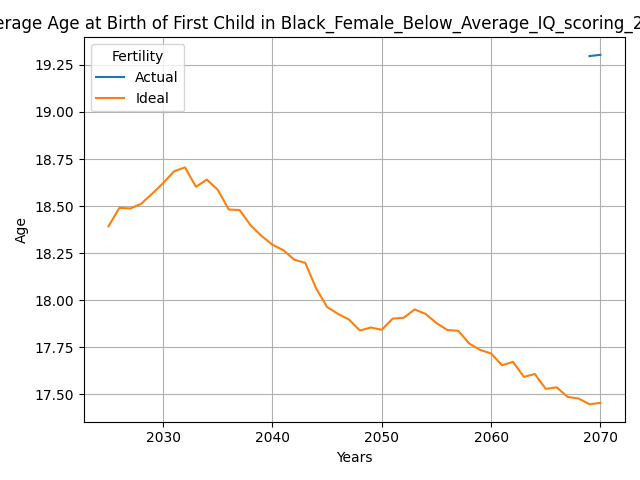 erage Age at Birth of First Child in Black_Female_Below_Average_IQ_scoring_2
Fertility
Actual
Ideal
19.25
19.00
18.75
18.50
18.25
18.00
17.75
17.50
Age
2030 2040 2050 2060 2070
Years